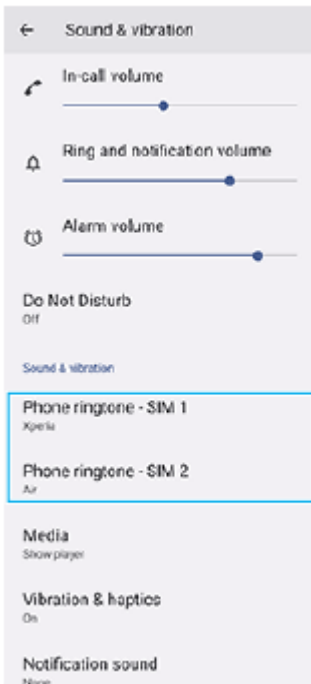 Sound & vibration
In-call volume
Ring and notification volume
Alarm volume
Do Not Disturb
Off
Sound & vibration
Phone ringtone - SIM 1
Xperia
Phone ringtone - SIM 2
Air
Media
Show player
Vibration & haptics
On
Notification sound
None